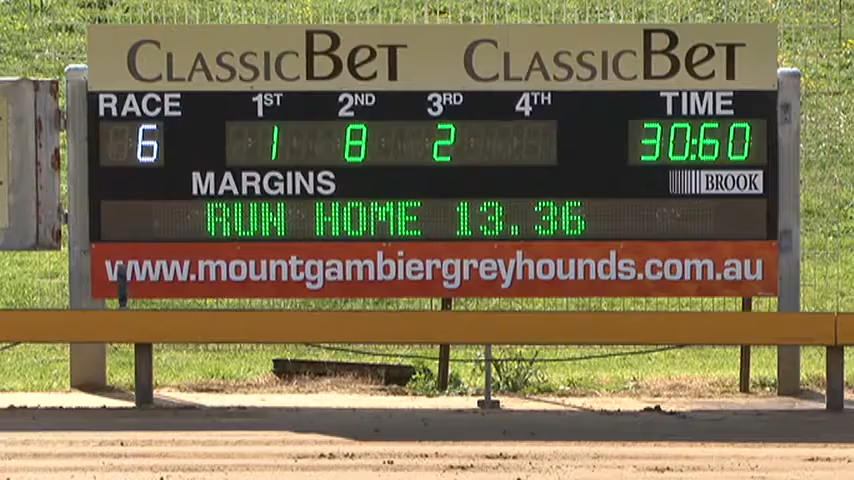 CLASSICBET CLASSICBET
RACE 1ST 2ND 3RD 4TH TIME
6 1 8 2 30:60
MARGINS BROOK
RUN HOME 13.36
www.mountgambiergreyhounds.com.au